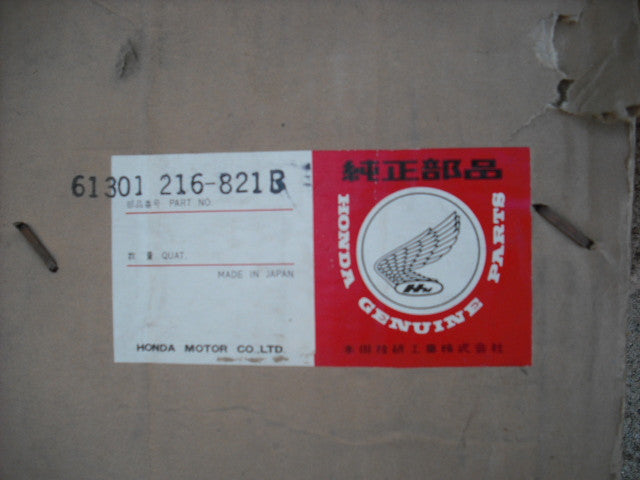 61301 216-821B
部品番号 PART NO.
数量 QUAT.
MADE IN JAPAN
HONDA MOTOR CO.,LTD.
純正部品
HONDA GENUINE PARTS
HM
本田技研工業株式会社